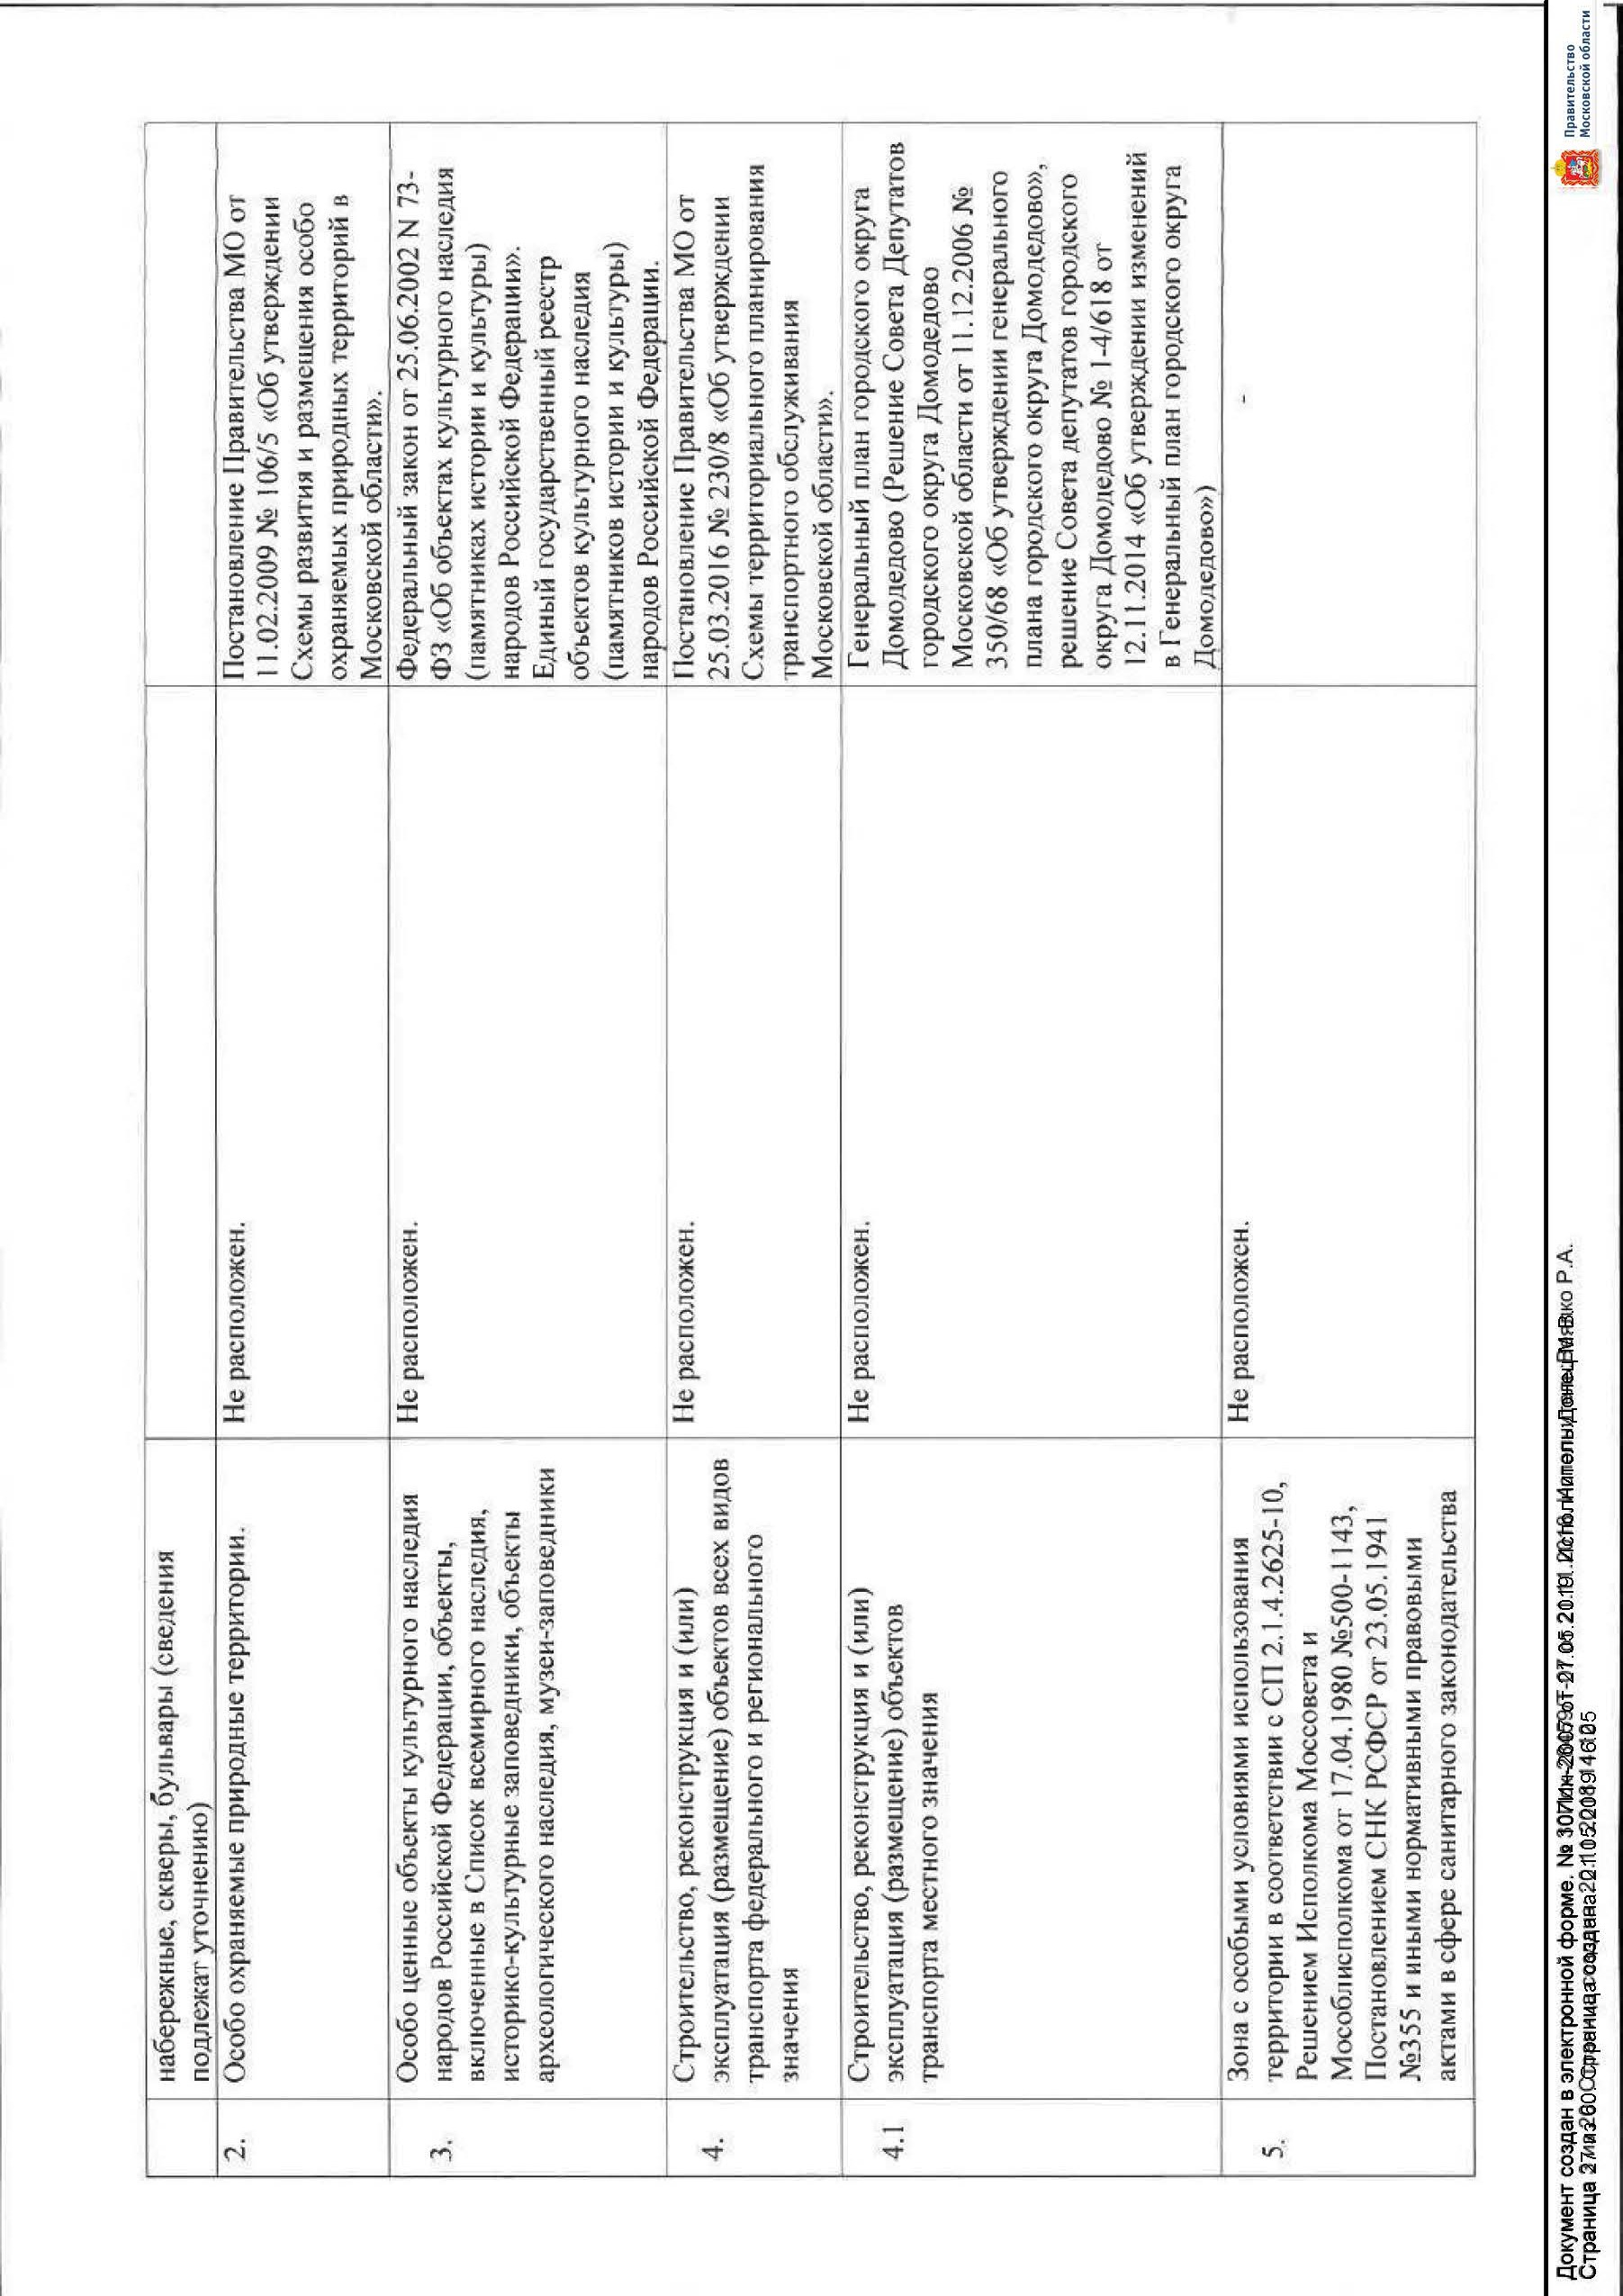 набережные, скверы, бульвары (сведения
подлежат уточнению)
2.
Особо охраняемые природные территории.
Не расположен.
Постановление Правительства МО от
11.02.2009 № 106/5 «Об утверждении
Схемы развития и размещения особо
охраняемых природных территорий в
Московской области».
3.
Особо ценные объекты культурного наследия
народов Российской Федерации, объекты,
включенные в Список всемирного наследия,
историко-культурные заповедники, объекты
археологического наследия, музеи-заповедники
Не расположен.
Федеральный закон от 25.06.2002 N 73-
ФЗ «Об объектах культурного наследия
(памятниках истории и культуры)
народов Российской Федерации».
Единый государственный реестр
объектов культурного наследия
(памятников истории и культуры)
народов Российской Федерации.
4.
Строительство, реконструкция и (или)
эксплуатация (размещение) объектов всех видов
транспорта федерального и регионального
значения
Не расположен.
Постановление Правительства МО от
25.03.2016 № 230/8 «Об утверждении
Схемы территориального планирования
транспортного обслуживания
Московской области».
4.1
Строительство, реконструкция и (или)
эксплуатация (размещение) объектов
транспорта местного значения
Не расположен.
Генеральный план городского округа
Домодедово (Решение Совета Депутатов
городского округа Домодедово
Московской области от 11.12.2006 №
350/68 «Об утверждении генерального
плана городского округа Домодедово»,
решение Совета депутатов городского
округа Домодедово № 1-4/618 от
12.11.2014 «Об утверждении изменений
в Генеральный план городского округа
Домодедово»)
5.
Зона с особыми условиями использования
территории в соответствии с СП 2.1.4.2625-10,
Решением Исполкома Моссовета и
Мособлисполкома от 17.04.1980 №500-1143,
Постановлением СНК РСФСР от 23.05.1941
№355 и иными нормативными правовыми
актами в сфере санитарного законодательства
Не расположен.
-
Документ создан в электронной форме. №
Страница
Правительство
Московской области